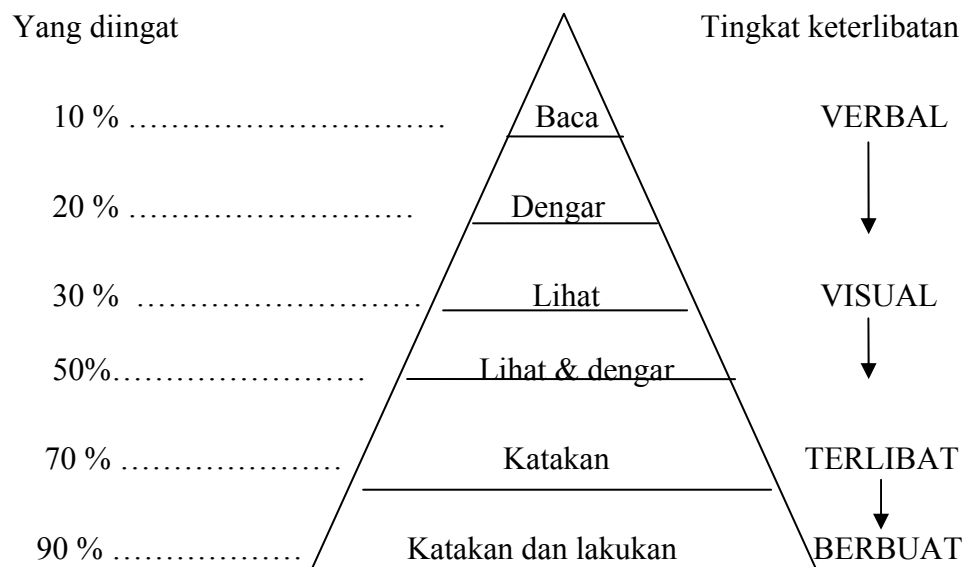 Yang diingat Tingkat keterlibatan
10 % ………………………… Baca VERBAL
20 % ……………………… Dengar
30 % ……………………… Lihat VISUAL
50%…………………… Lihat & dengar
70 % ………………… Katakan TERLIBAT
90 % ……………… Katakan dan lakukan BERBUAT